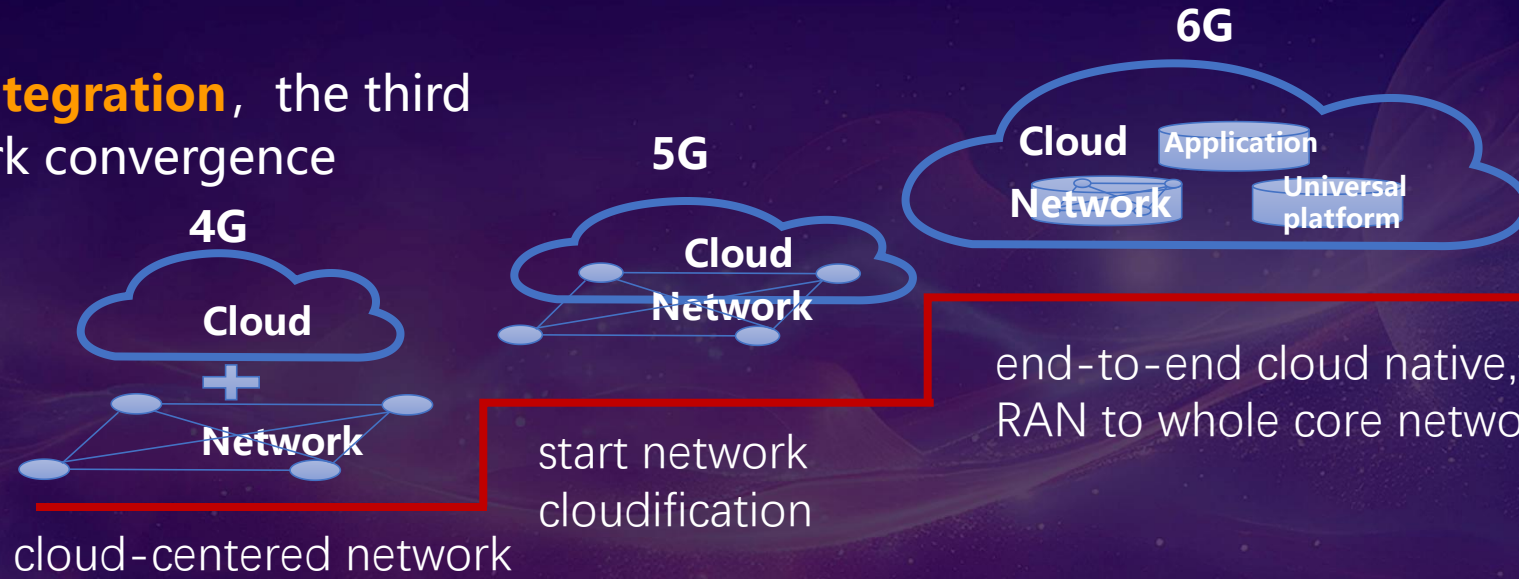 tegration, the third
rk convergence
6G
Cloud
Application
Network
Universal
platform
5G
Cloud
Network
4G
Cloud
Network
end-to-end cloud native,
RAN to whole core netwo
start network
cloudification
cloud-centered network